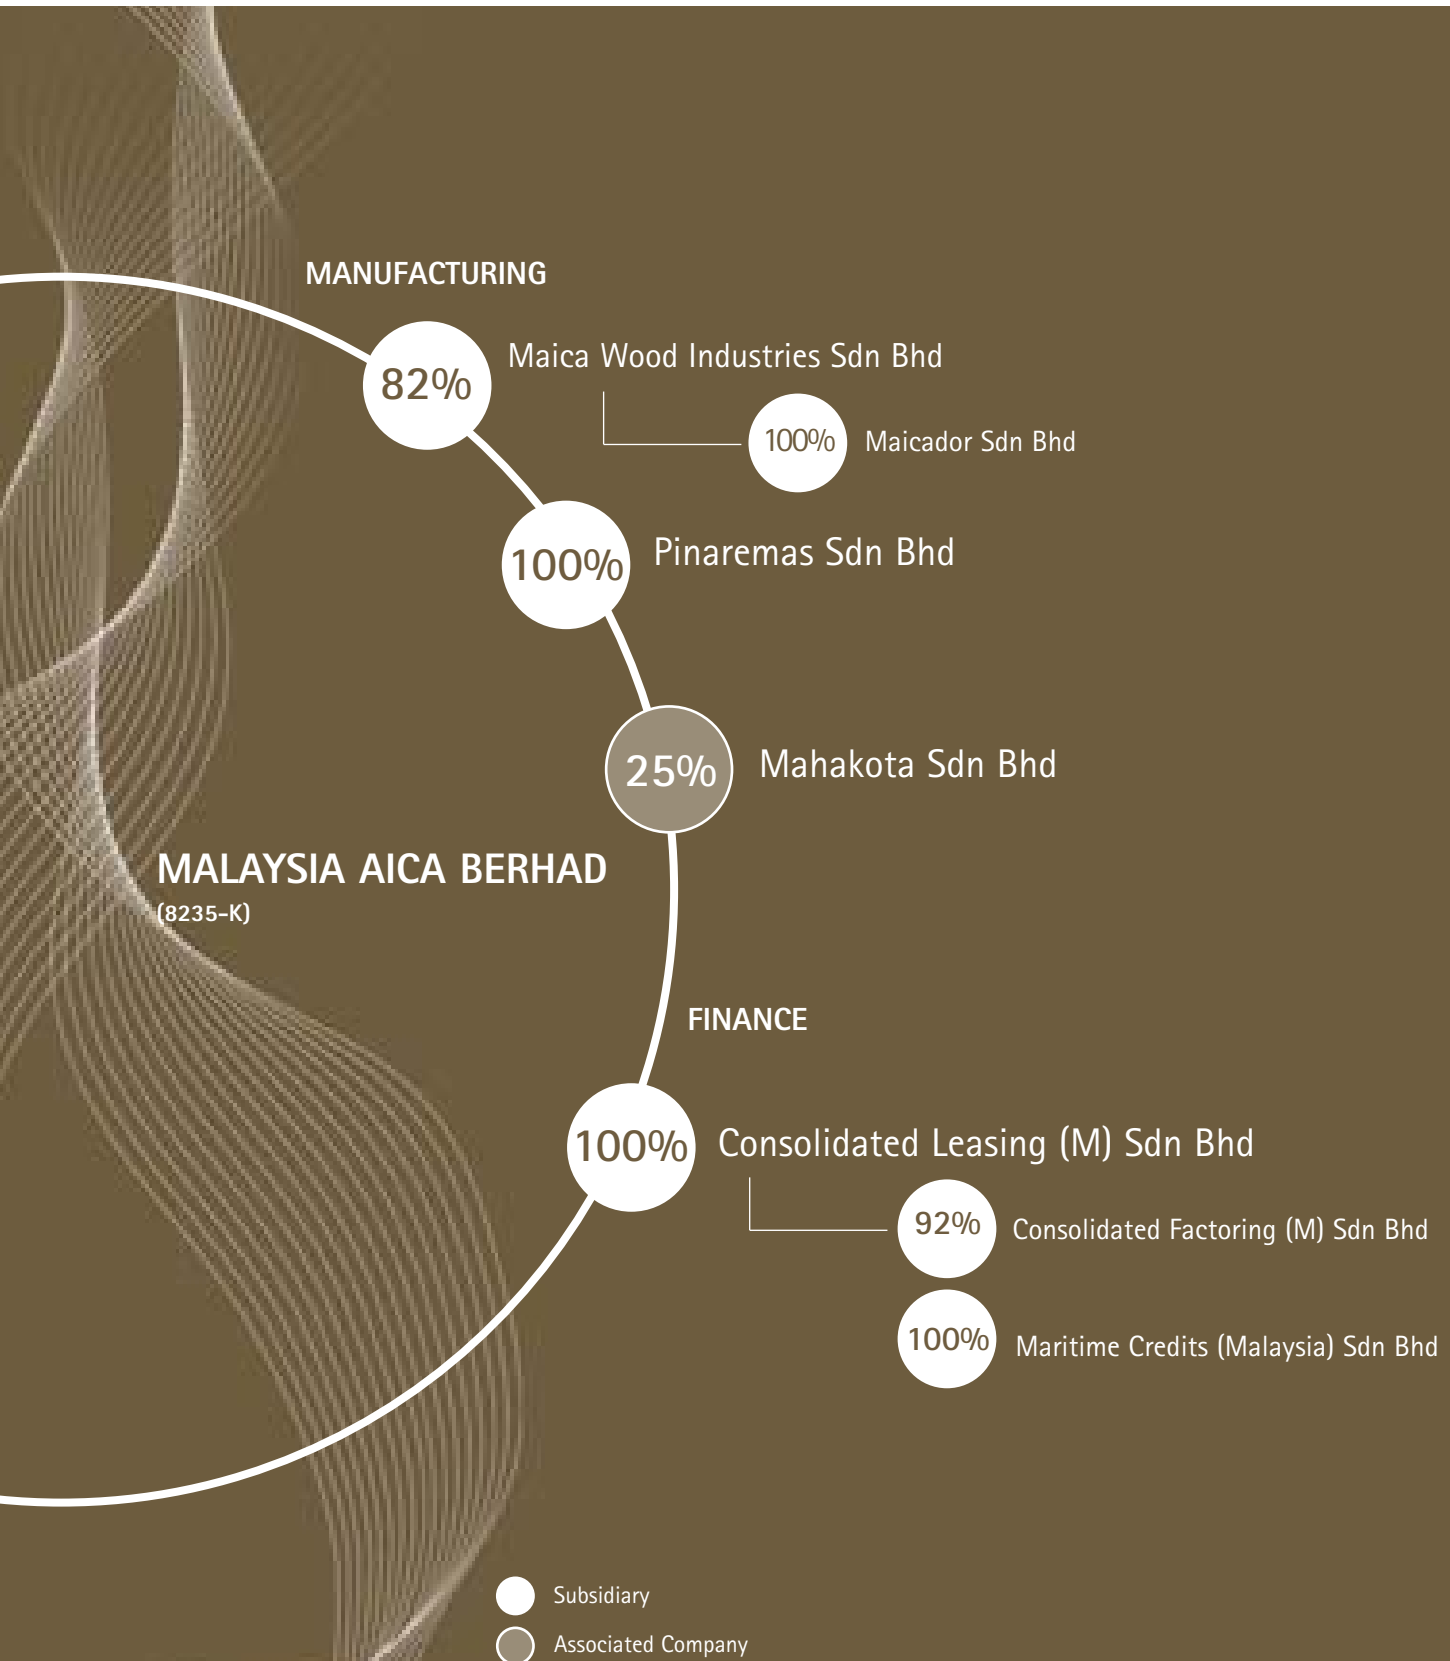 MANUFACTURING
82%
Maica Wood Industries Sdn Bhd
100%
Maicador Sdn Bhd
100%
Pinaremas Sdn Bhd
25%
Mahakota Sdn Bhd
MALAYSIA AICA BERHAD
(8235-K)
FINANCE
100%
Consolidated Leasing (M) Sdn Bhd
92%
Consolidated Factoring (M) Sdn Bhd
100%
Maritime Credits (Malaysia) Sdn Bhd
Subsidiary
Associated Company